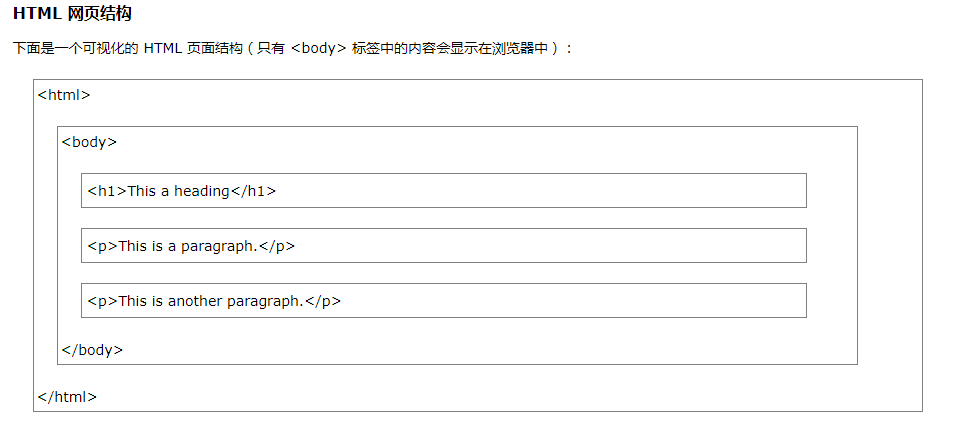 HTML 网页结构
下面是一个可视化的 HTML 页面结构（只有 <body> 标签中的内容会显示在浏览器中）：
<html>
<body>
<h1>This a heading</h1>
<p>This is a paragraph.</p>
<p>This is another paragraph.</p>
</body>
</html>